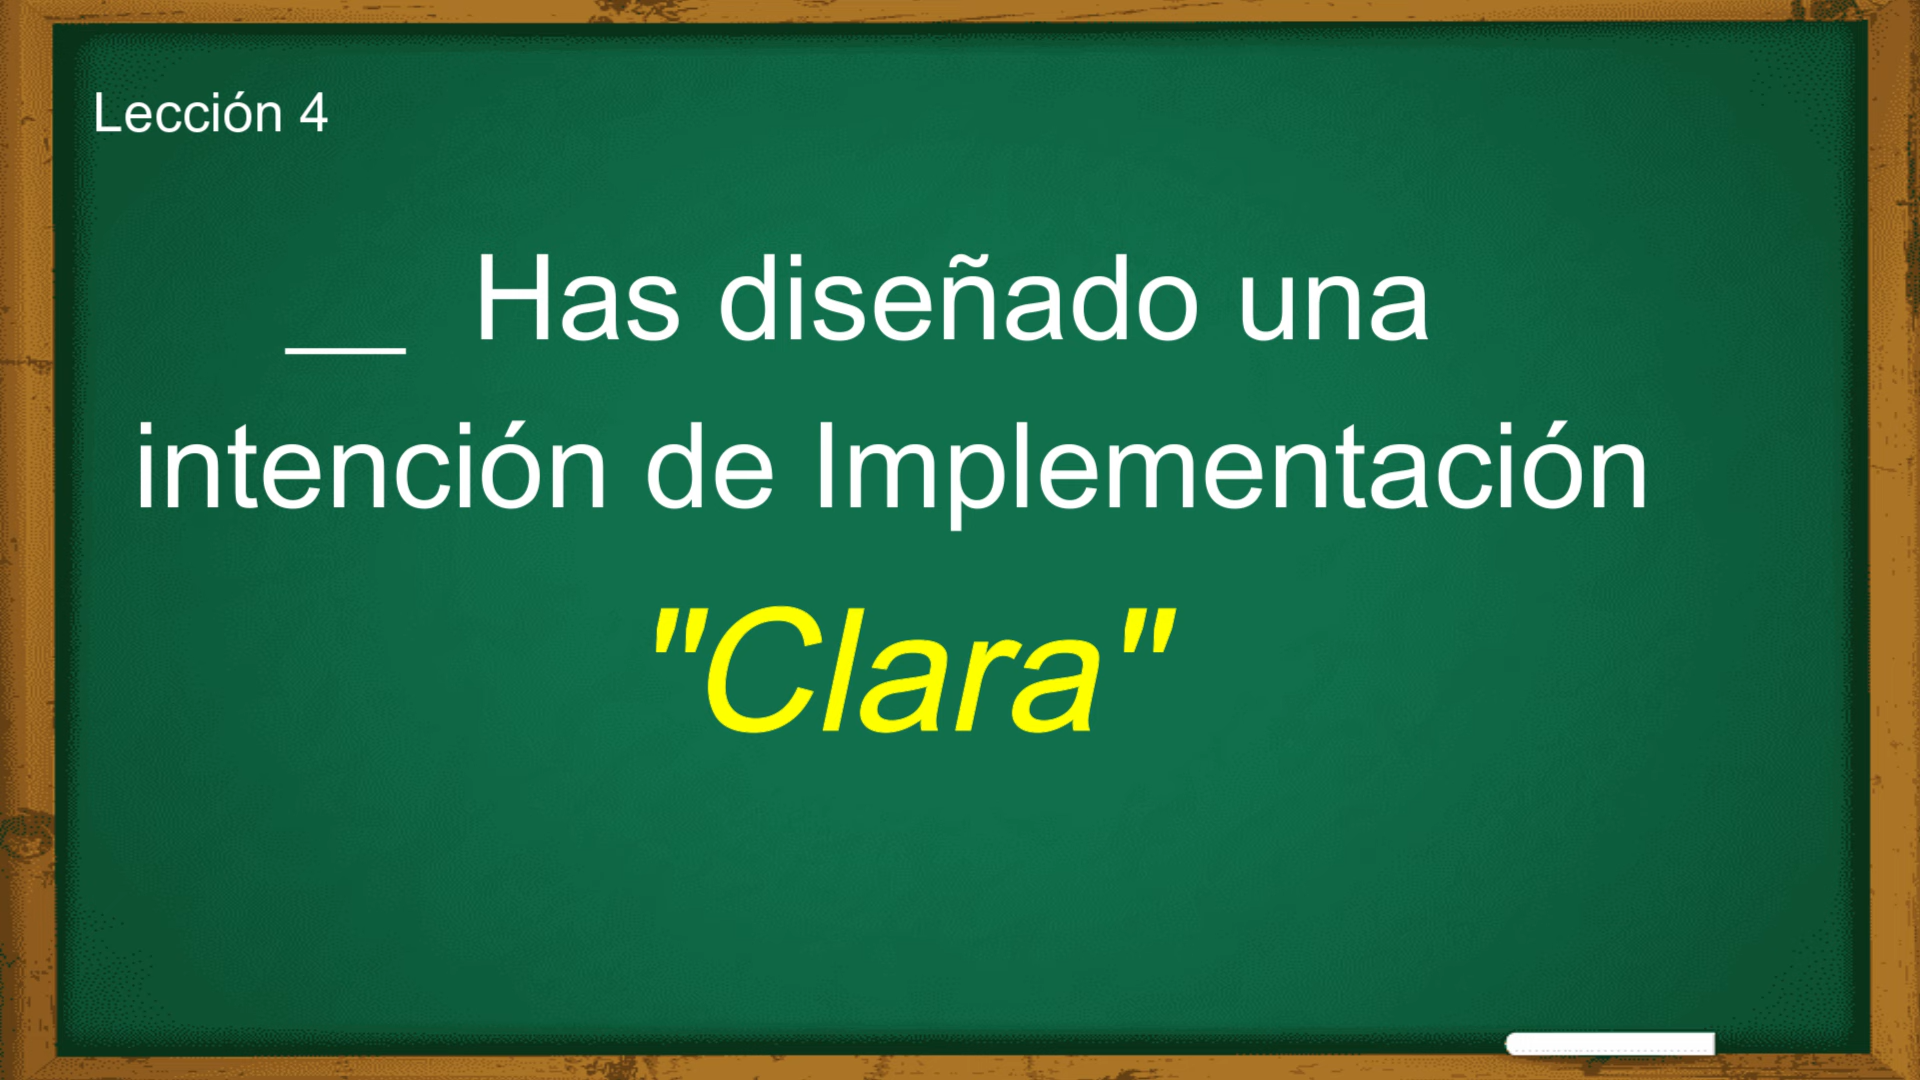 Lección 4
__ Has diseñado una
intención de Implementación
"Clara"